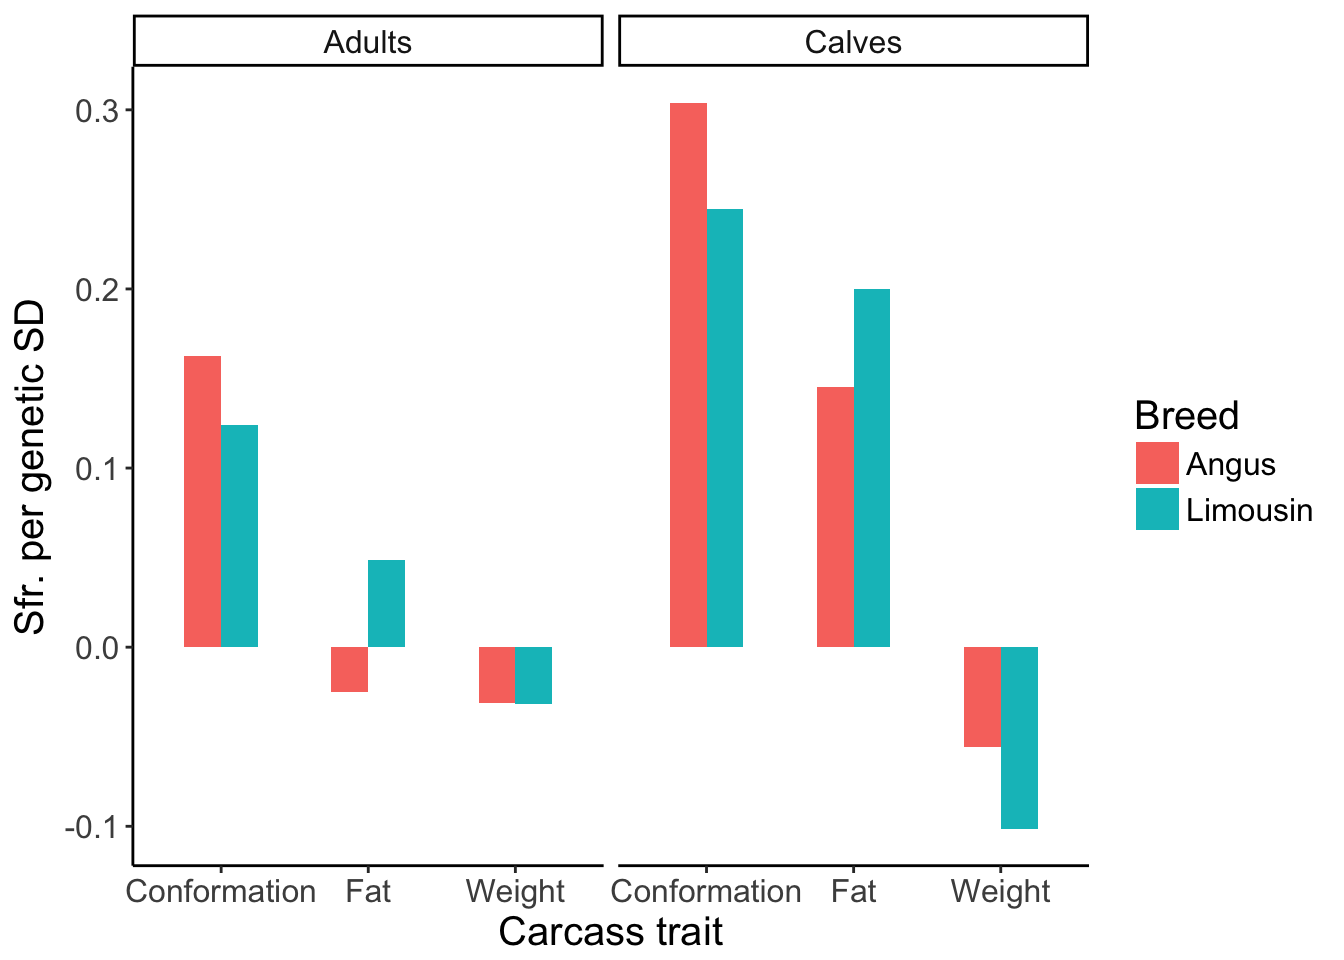 Adults
Calves
0.3
0.2
0.1
0.0
-0.1
Sfr. per genetic SD
Conformation Fat Weight
Conformation Fat Weight
Carcass trait
Breed
Angus
Limousin